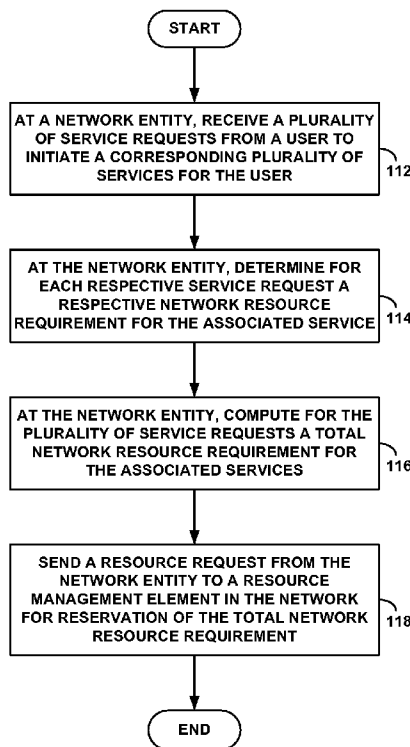 START
AT A NETWORK ENTITY, RECEIVE A PLURALITY
OF SERVICE REQUESTS FROM A USER TO
INITIATE A CORRESPONDING PLURALITY OF
SERVICES FOR THE USER
112
AT THE NETWORK ENTITY, DETERMINE FOR
EACH RESPECTIVE SERVICE REQUEST A
RESPECTIVE NETWORK RESOURCE
REQUIREMENT FOR THE ASSOCIATED SERVICE
114
AT THE NETWORK ENTITY, COMPUTE FOR THE
PLURALITY OF SERVICE REQUESTS A TOTAL
NETWORK RESOURCE REQUIREMENT FOR
THE ASSOCIATED SERVICES
116
SEND A RESOURCE REQUEST FROM THE
NETWORK ENTITY TO A RESOURCE
MANAGEMENT ELEMENT IN THE NETWORK
FOR RESERVATION OF THE TOTAL NETWORK
RESOURCE REQUIREMENT
118
END